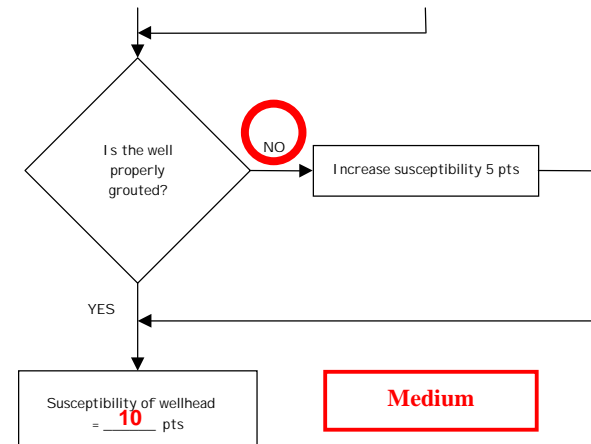 Is the well
properly
grouted?
NO
Increase susceptibility 5 pts
YES
Susceptibility of wellhead
= 10 pts
Medium